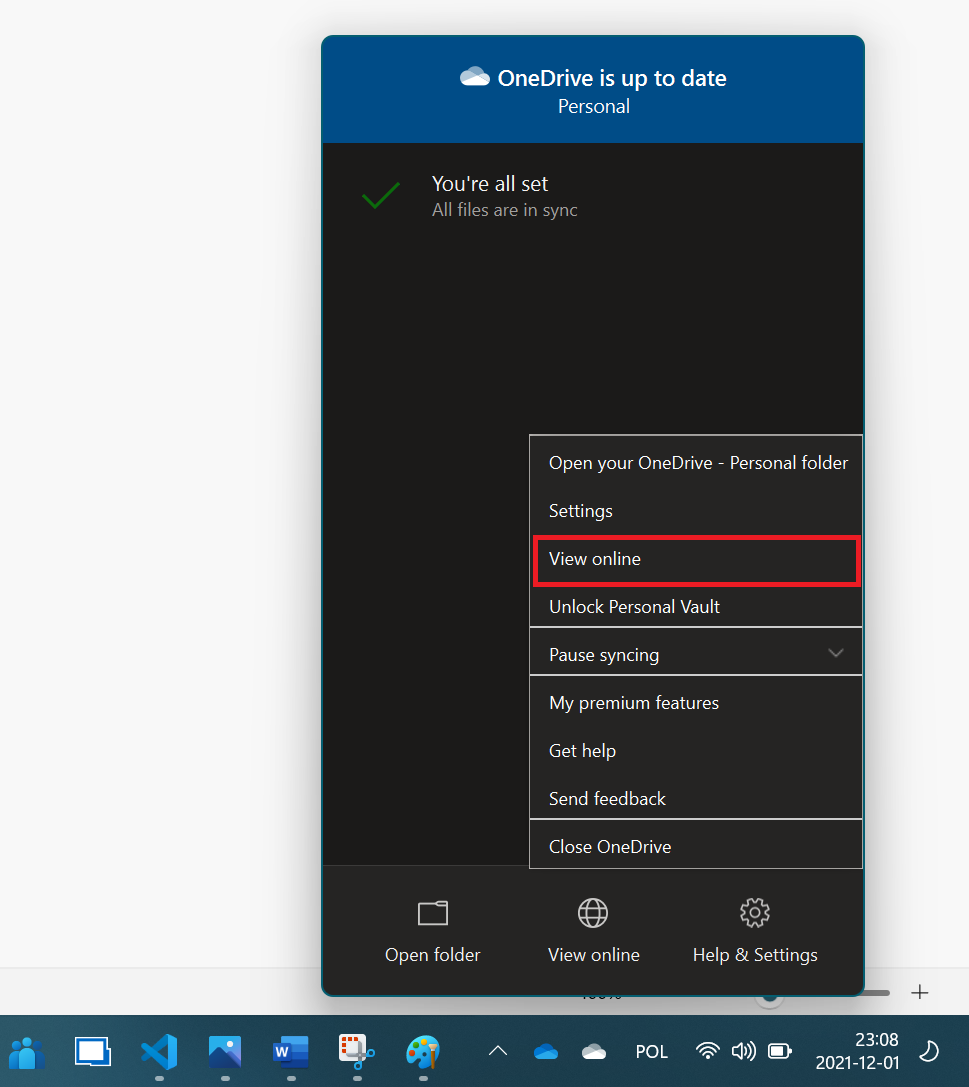 OneDrive is up to date
Personal
You're all set
All files are in sync
Open your OneDrive - Personal folder
Settings
View online
Unlock Personal Vault
Pause syncing
My premium features
Get help
Send feedback
Close OneDrive
Open folder
View online
Help & Settings
W
POL
23:08
2021-12-01